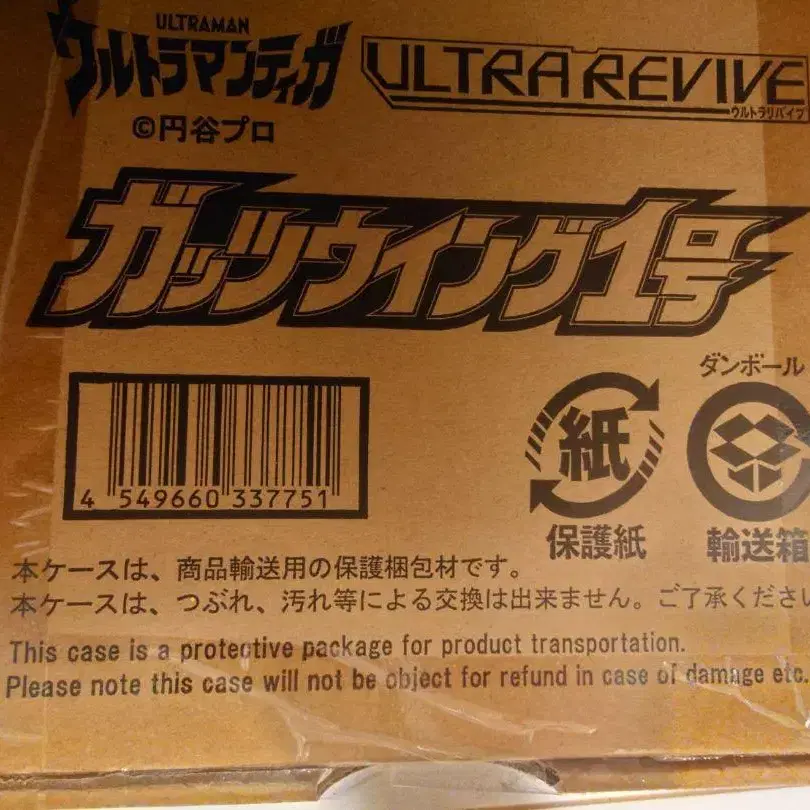 ULTRAMAN
ウルトラマンティガ
ULTRA REVIVE
ウルトラリバイブ
©円谷プロ
ガッツウイング1号
ダンボール
紙
4 549660 337751
保護紙
輸送箱
本ケースは、商品輸送用の保護梱包材です。
本ケースは、つぶれ、汚れ等による交換は出来ません。ご了承ください
This case is a protective package for product transportation.
Please note this case will not be object for refund in case of damage etc.